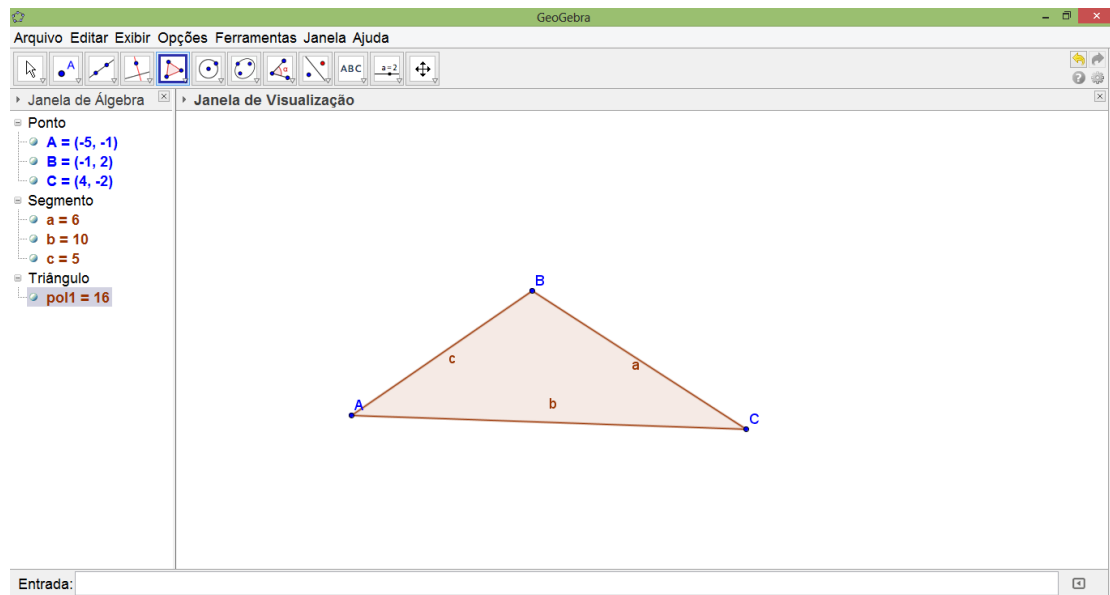 GeoGebra
Arquivo Editar Exibir Opções Ferramentas Janela Ajuda
A a ABC a=2
Janela de Álgebra
Janela de Visualização
Ponto
A = (-5, -1)
B = (-1, 2)
C = (4, -2)
Segmento
a = 6
b = 10
c = 5
Triângulo
pol1 = 16
B
c
a
A
b
C
Entrada: